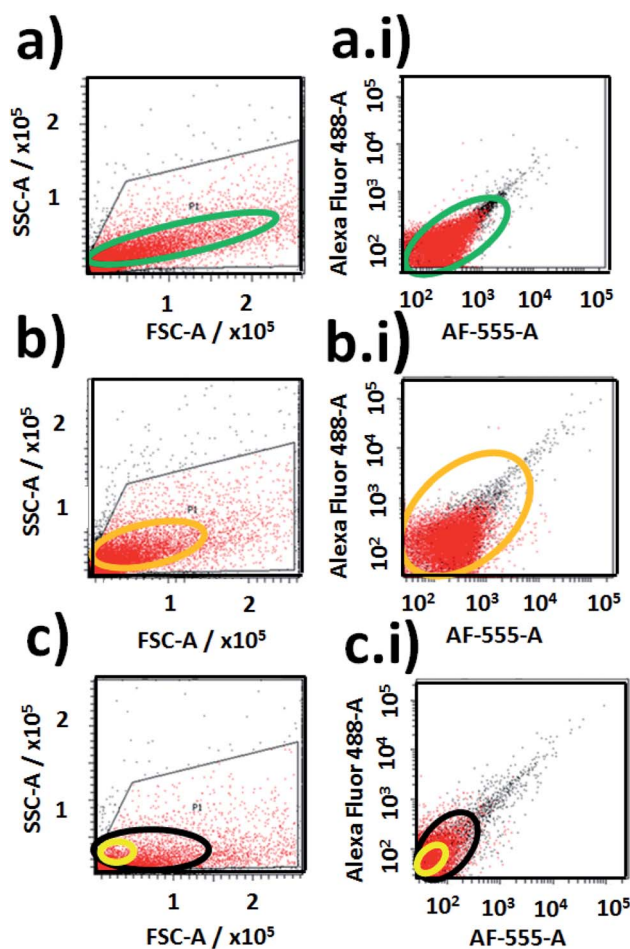 a)
SSC-A / x10⁵
2
1
P1
1
2
FSC-A / x10⁵
a.i)
Alexa Fluor 488-A
10⁵
10⁴
10³
10²
10²
10³
10⁴
10⁵
AF-555-A
b)
SSC-A / x10⁵
2
1
P1
1
2
FSC-A / x10⁵
b.i)
Alexa Fluor 488-A
10⁵
10⁴
10³
10²
10²
10³
10⁴
10⁵
AF-555-A
c)
SSC-A / x10⁵
2
1
P1
1
2
FSC-A / x10⁵
c.i)
Alexa Fluor 488-A
10⁵
10⁴
10³
10²
10²
10³
10⁴
10⁵
AF-555-A